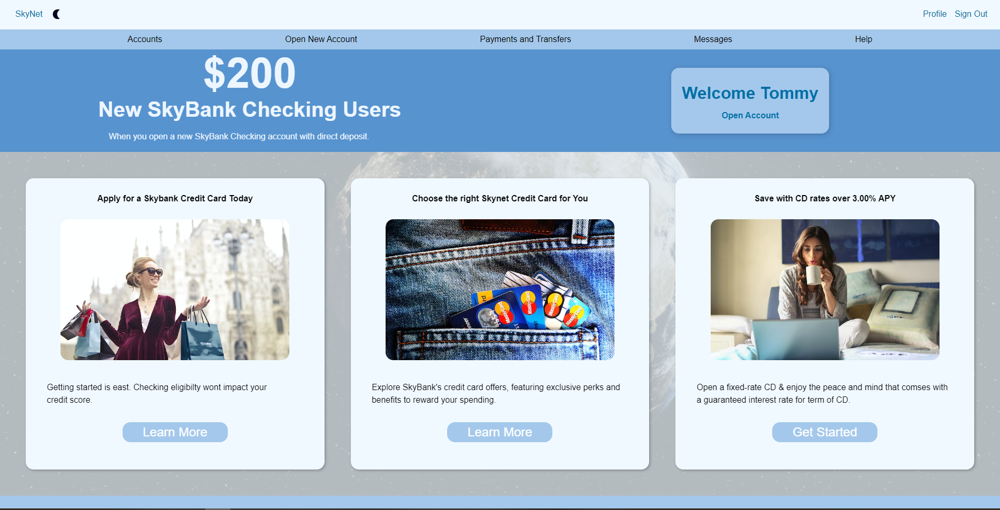 SkyNet
Profile Sign Out
Accounts Open New Account Payments and Transfers Messages Help
$200
New SkyBank Checking Users
When you open a new SkyBank Checking account with direct deposit.
Welcome Tommy
Open Account
Apply for a Skybank Credit Card Today
Getting started is east. Checking eligibilty wont impact your
credit score.
Learn More
Choose the right Skynet Credit Card for You
MasterCard
MasterCard
MasterCard
MasterCard
Explore SkyBank's credit card offers, featuring exclusive perks and
benefits to reward your spending.
Learn More
Save with CD rates over 3.00% APY
Open a fixed-rate CD & enjoy the peace and mind that comses with
a guaranteed interest rate for term of CD.
Get Started